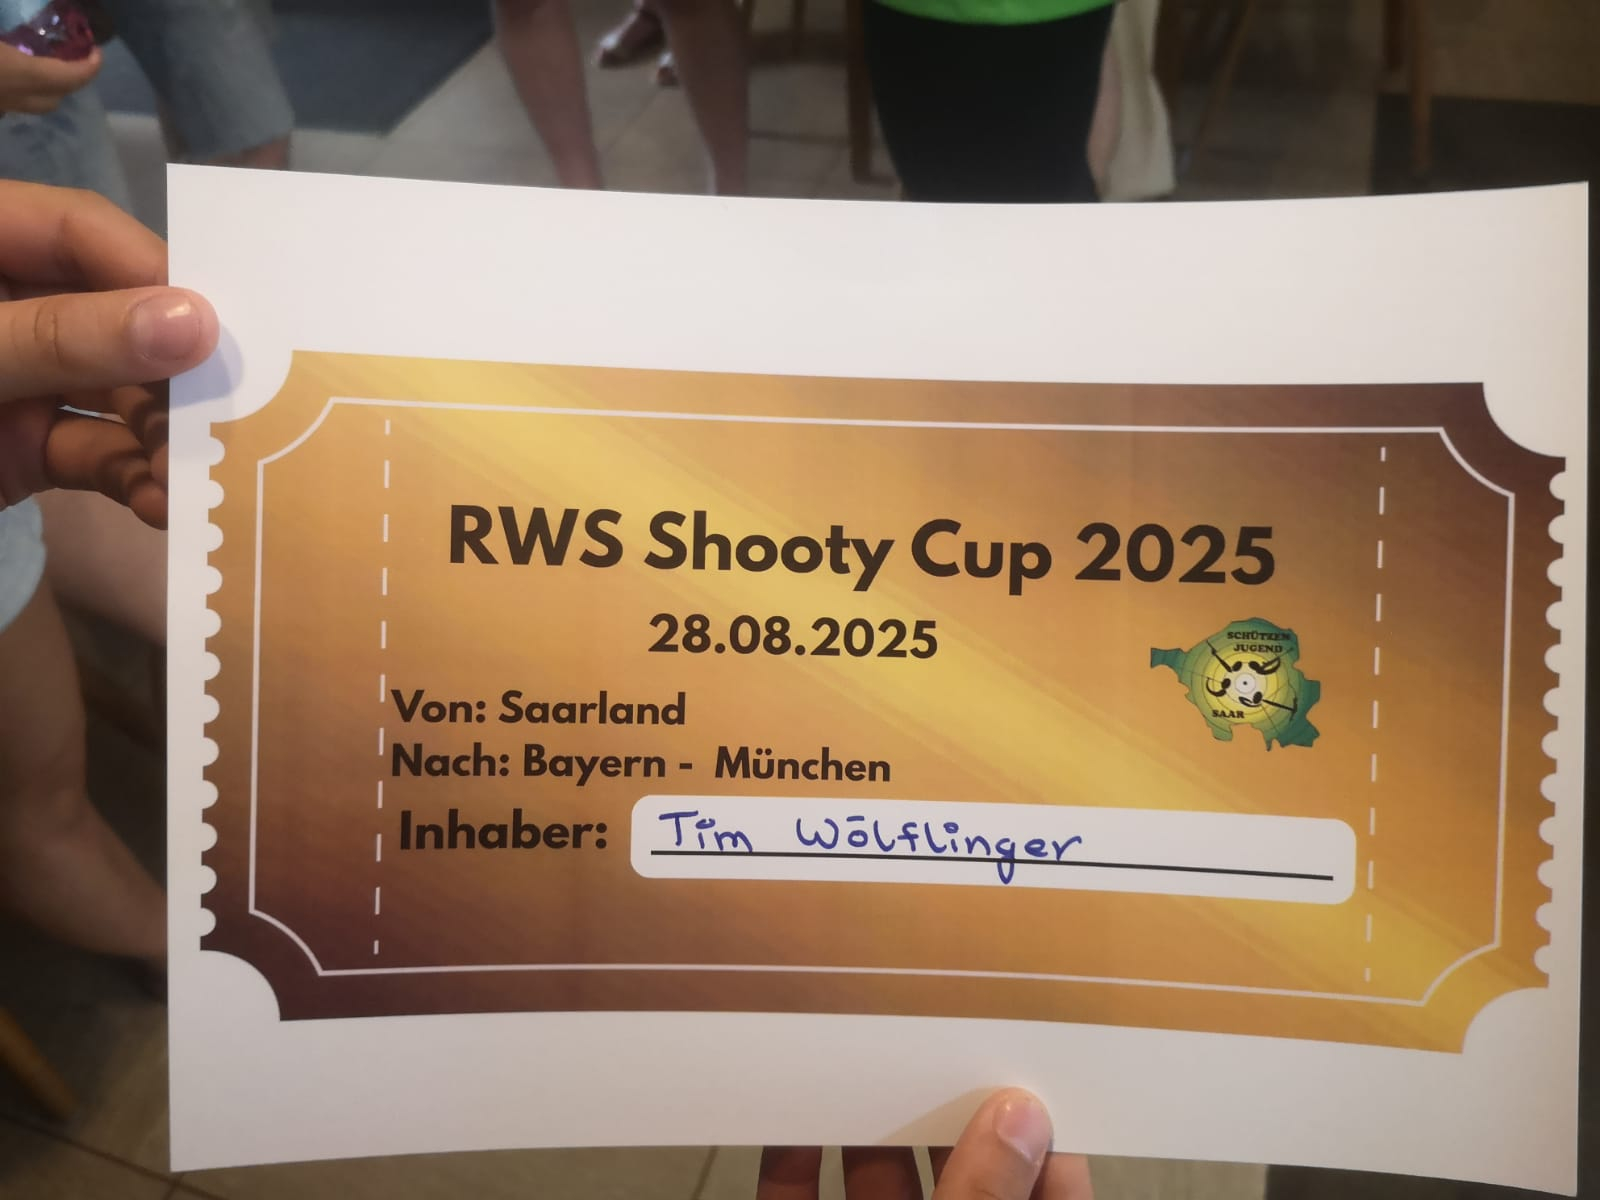 RWS Shooty Cup 2025
28.08.2025
SCHÜTZEN
JUGEND
SAAR
Von: Saarland
Nach: Bayern - München
Inhaber: Tim Wölflinger